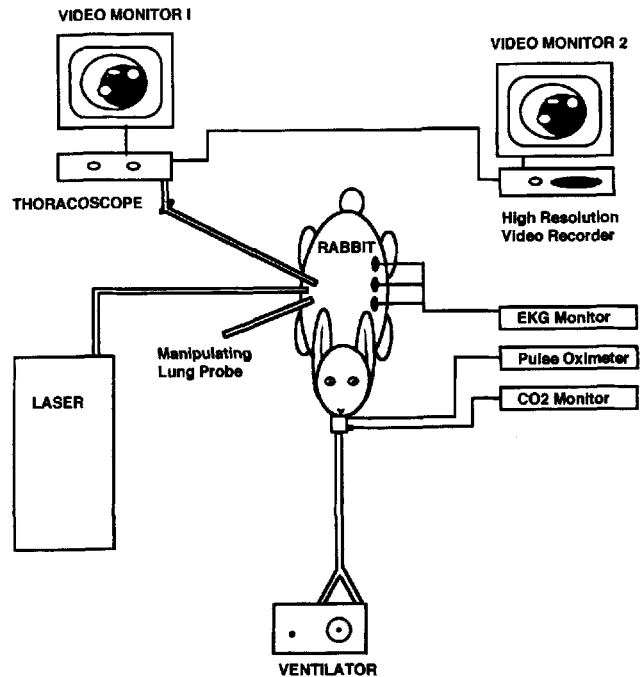 VIDEO MONITOR I
VIDEO MONITOR 2
THORACOSCOPE
RABBIT
High Resolution
Video Recorder
EKG Monitor
Manipulating
Lung Probe
Pulse Oximeter
LASER
CO2 Monitor
VENTILATOR